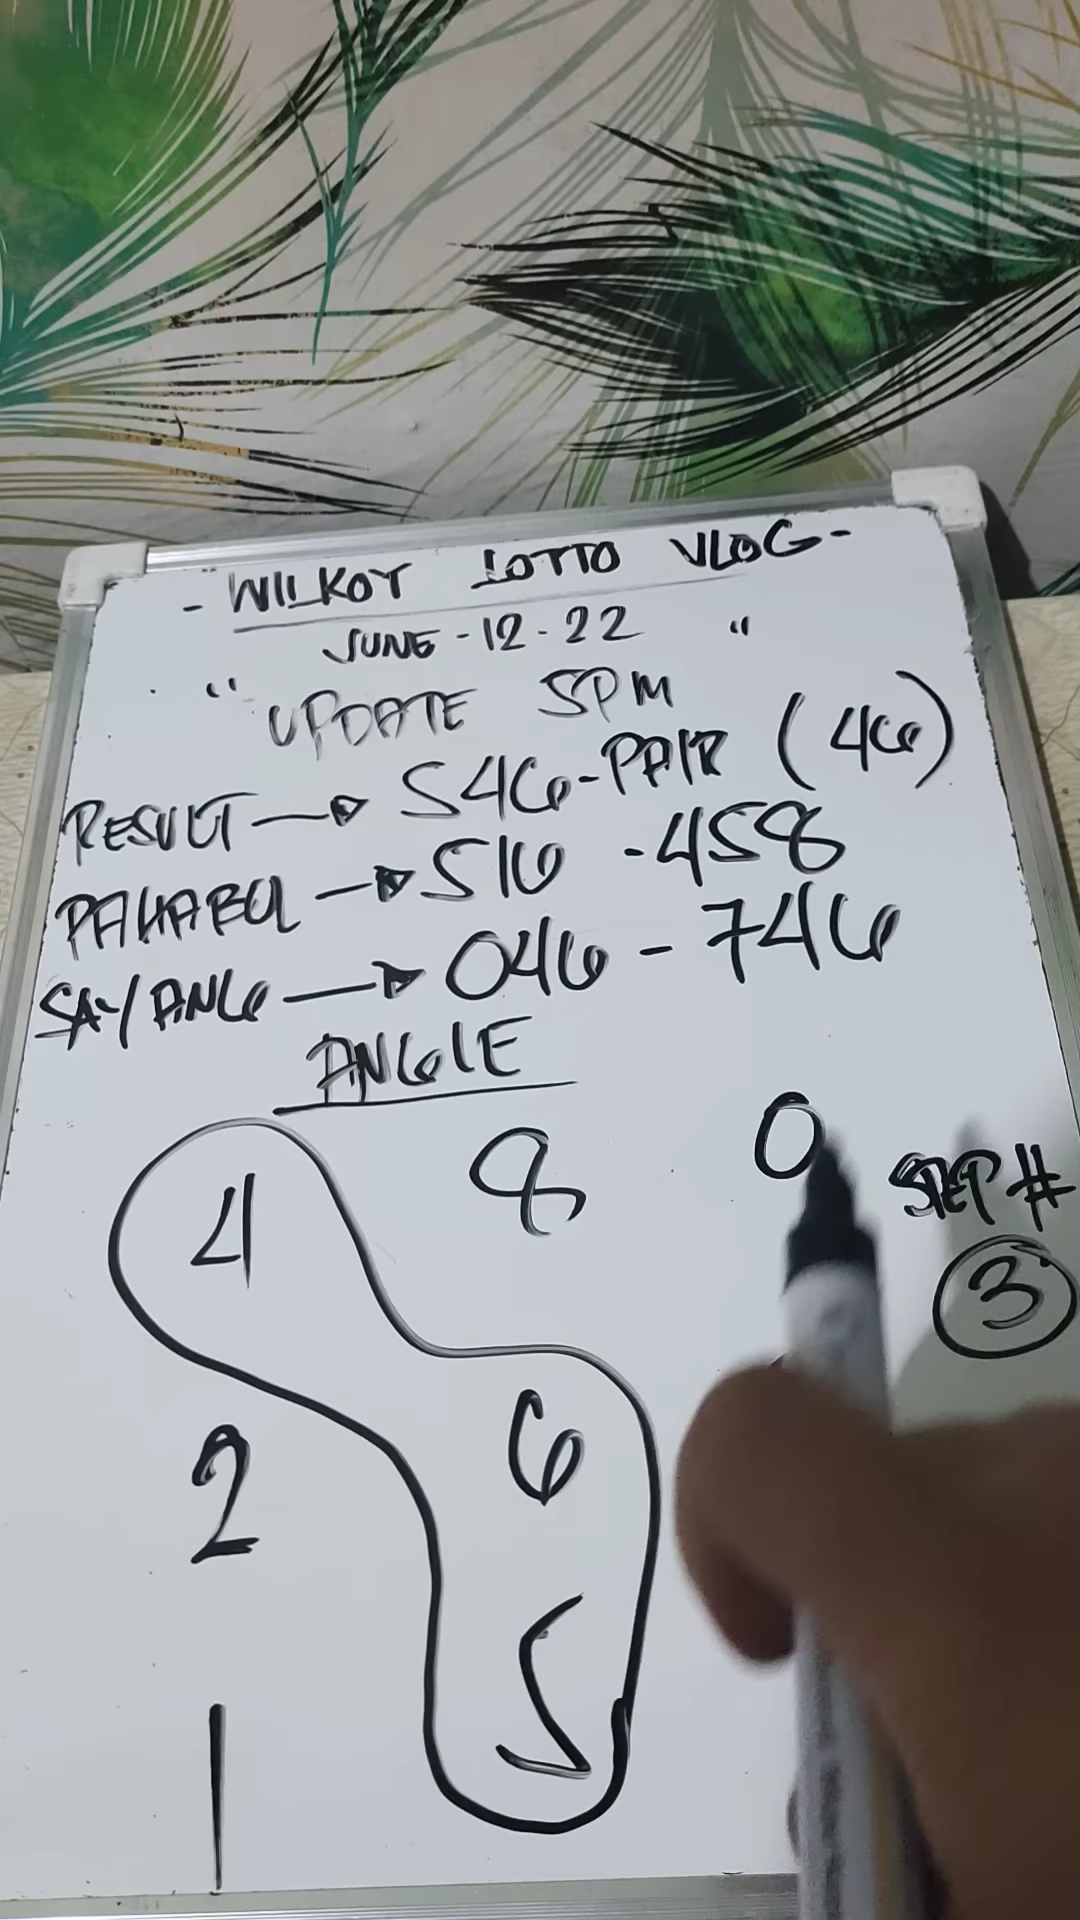 - WILKOY LOTTO VLOG -
JUNE - 12 - 22 "
" UPDATE 5PM
RESULT → 546 - PAIR (46)
PAHABOL → 516 - 458
SAYANG → 046 - 746
ANGLE
4 8 0
STEP #
3
6
2
5
1